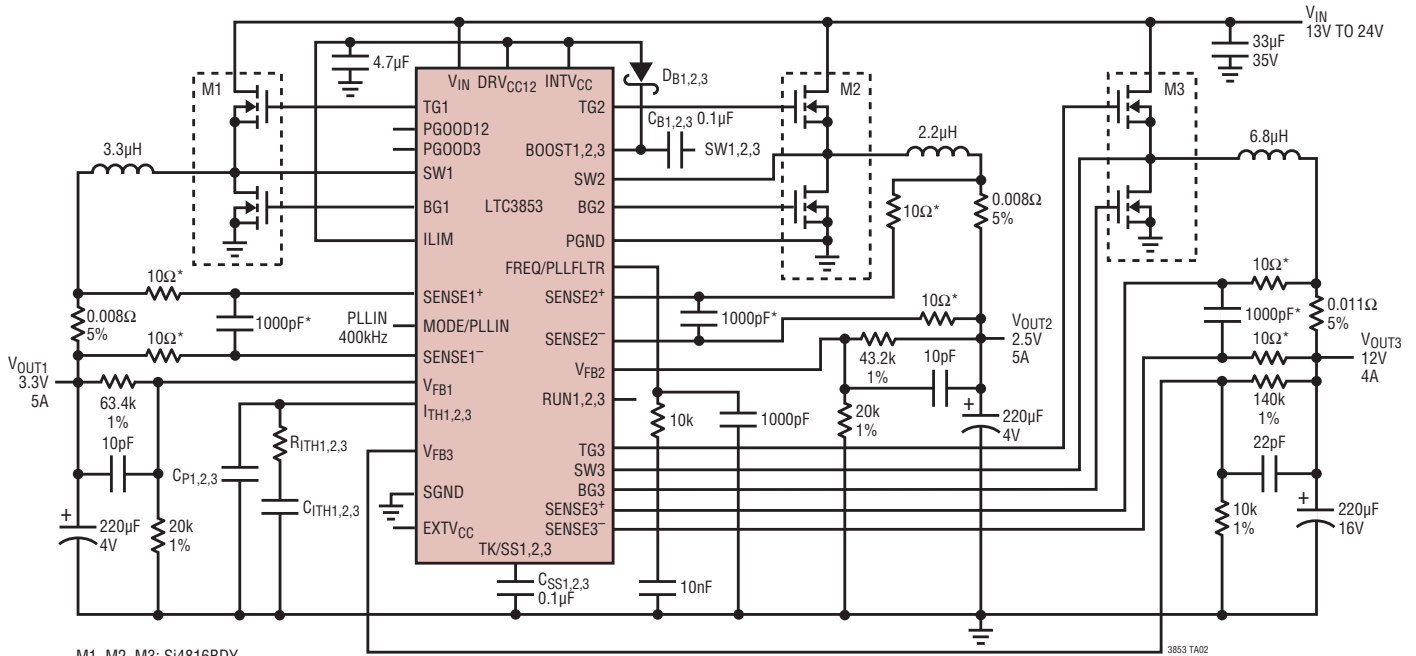 VIN
13V TO 24V
33µF
35V
4.7µF
M1
VIN DRVCC12 INTVCC
DB1,2,3
M2
M3
TG1
TG2
CB1,2,3 0.1µF
PGOOD12
PGOOD3
BOOST1,2,3
SW1,2,3
3.3µH
2.2µH
6.8µH
SW1
SW2
BG1
LTC3853
BG2
10Ω*
0.008Ω
5%
ILIM
PGND
FREQ/PLLFLTR
10Ω*
SENSE1+
SENSE2+
10Ω*
10Ω*
0.008Ω
5%
1000pF*
PLLIN
400kHz
MODE/PLLIN
1000pF*
1000pF*
0.011Ω
5%
10Ω*
SENSE1–
SENSE2–
10Ω*
VOUT1
3.3V
5A
VOUT2
2.5V
5A
VOUT3
12V
4A
63.4k
1%
VFB1
VFB2
43.2k
1%
10pF
140k
1%
ITH1,2,3
RUN1,2,3
10pF
RITH1,2,3
10k
1000pF
20k
1%
220µF
4V
22pF
CP1,2,3
VFB3
TG3
SW3
CITH1,2,3
SGND
BG3
SENSE3+
+
220µF
4V
20k
1%
EXTVCC
SENSE3–
10k
1%
+
220µF
16V
+
TK/SS1,2,3
CSS1,2,3
0.1µF
10nF
3853 TA02